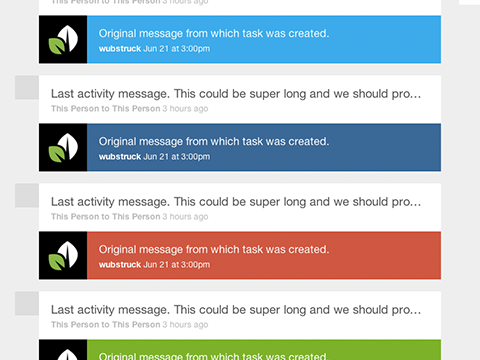 This Person to This Person 3 hours ago
Original message from which task was created.
wubstruck Jun 21 at 3:00pm
Last activity message. This could be super long and we should pro…
This Person to This Person 3 hours ago
Original message from which task was created.
wubstruck Jun 21 at 3:00pm
Last activity message. This could be super long and we should pro…
This Person to This Person 3 hours ago
Original message from which task was created.
wubstruck Jun 21 at 3:00pm
Last activity message. This could be super long and we should pro…
This Person to This Person 3 hours ago
Original message from which task was created.